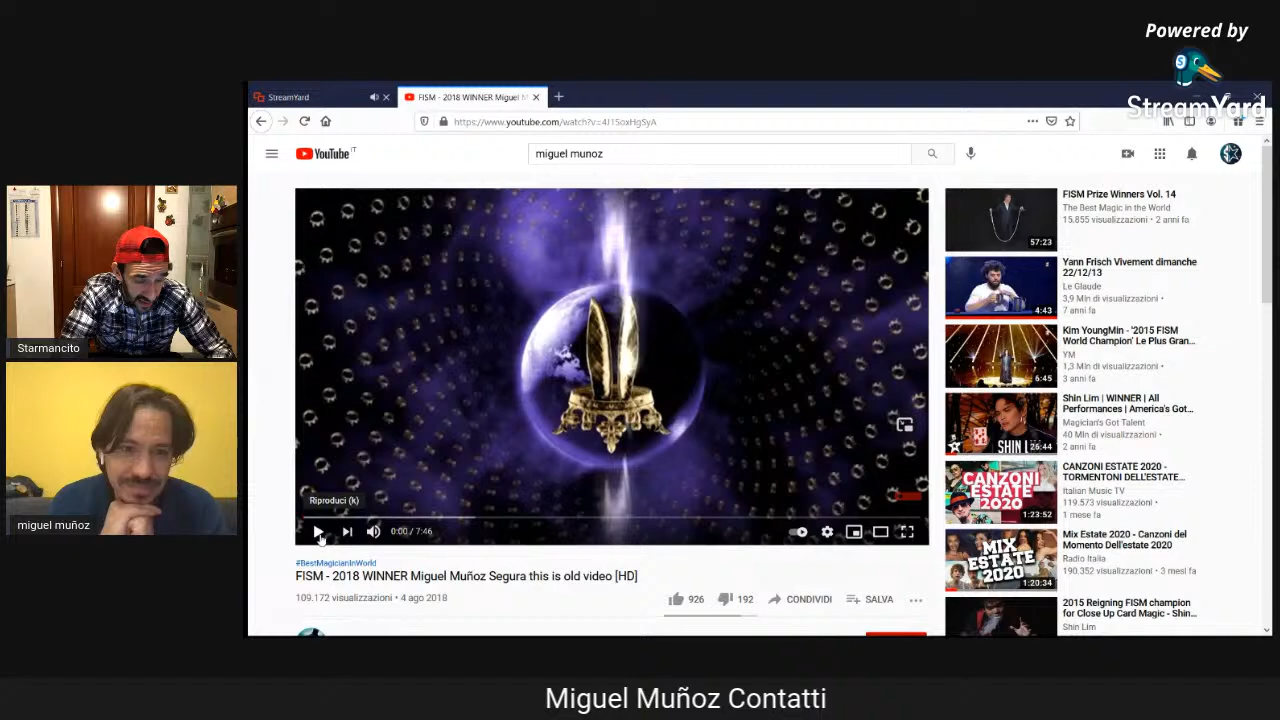 Powered by
StreamYard
StreamYard
FISM - 2018 WINNER Miguel M
https://www.youtube.com/watch?v=4J15oxHgSyA
YouTube IT
miguel munoz
Starmancito
miguel muñoz
Riproduci (k)
0:00 / 7:46
#BestMagicianInWorld
FISM - 2018 WINNER Miguel Muñoz Segura this is old video [HD]
109.172 visualizzazioni • 4 ago 2018
926
192
CONDIVIDI
SALVA
57:23
FISM Prize Winners Vol. 14
The Best Magic in the World
15.855 visualizzazioni • 2 anni fa
4:43
Yann Frisch Vivement dimanche
22/12/13
Le Glaude
3,9 Mln di visualizzazioni •
7 anni fa
6:45
Kim YoungMin - '2015 FISM
World Champion' Le Plus Gran...
YM
1,3 Mln di visualizzazioni •
3 anni fa
SHIN LI
26:44
Shin Lim | WINNER | All
Performances | America's Got...
Magician's Got Talent
40 Mln di visualizzazioni •
2 anni fa
CANZONI
ESTATE
2020
1:23:52
CANZONI ESTATE 2020 -
TORMENTONI DELL'ESTATE...
Italian Music TV
119.573 visualizzazioni •
1 mese fa
MIX
ESTATE
2020
1:20:34
Mix Estate 2020 - Canzoni del
Momento Dell'estate 2020
Radio Italia
190.352 visualizzazioni • 3 mesi fa
2015 Reigning FISM champion
for Close Up Card Magic - Shin...
Shin Lim
Miguel Muñoz Contatti